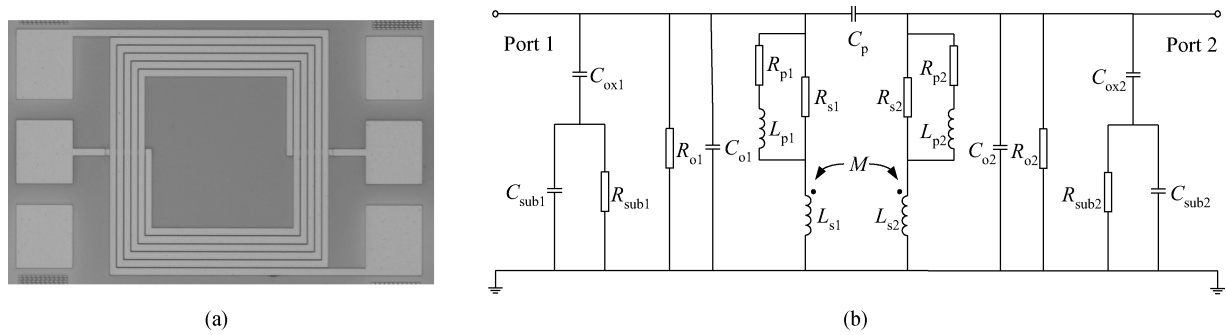 Port 1
Port 2
C_p
C_ox1
C_sub1
R_sub1
R_o1
C_o1
R_p1
L_p1
R_s1
M
L_s1
R_s2
R_p2
L_p2
L_s2
C_o2
R_o2
C_ox2
R_sub2
C_sub2
(a)
(b)